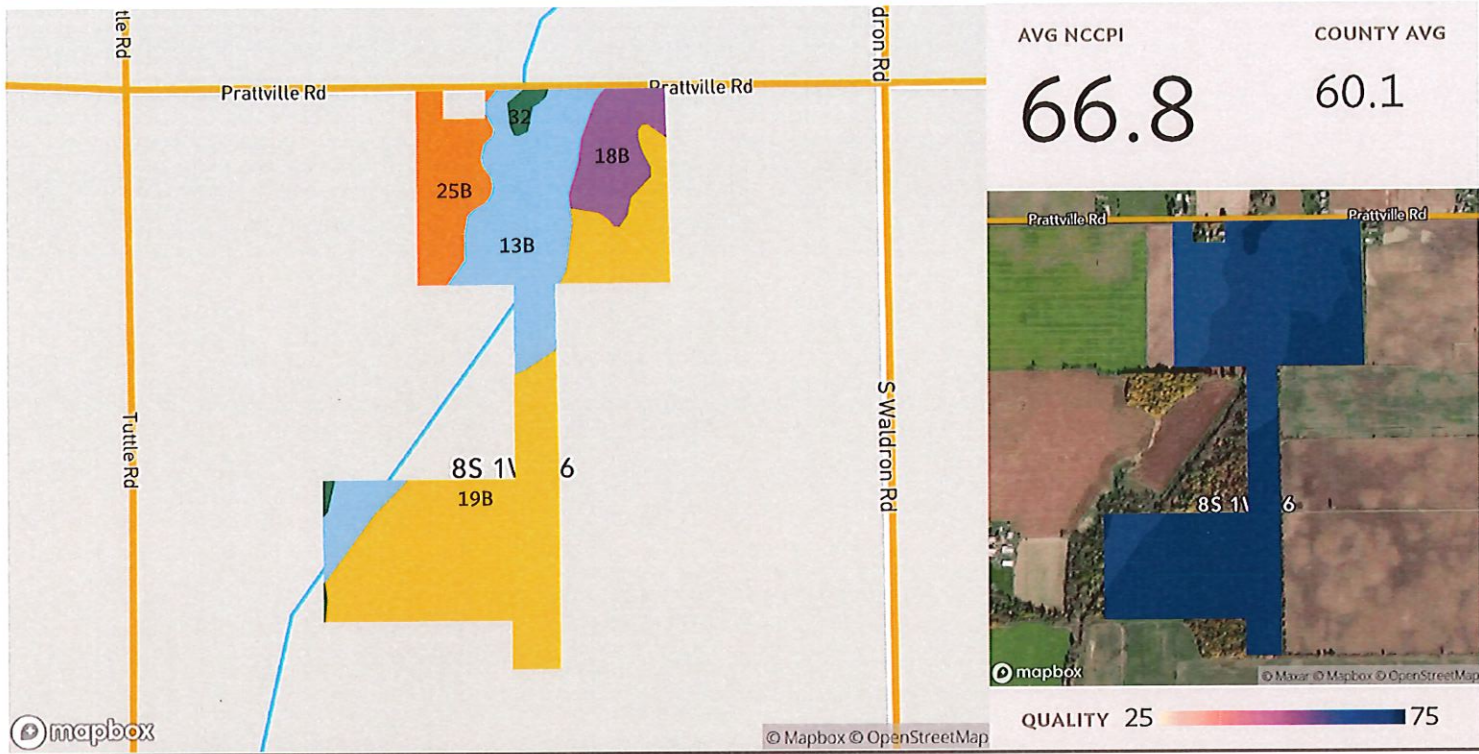 tle Rd
dron Rd
Prattville Rd
Prattville Rd
32
18B
25B
13B
Tuttle Rd
S Waldron Rd
8S 1W 6
19B
mapbox
© Mapbox © OpenStreetMap
AVG NCCPI
COUNTY AVG
66.8
60.1
Prattville Rd
Prattville Rd
8S 1W 6
mapbox
© Maxar © Mapbox © OpenStreetMap
QUALITY 25
75